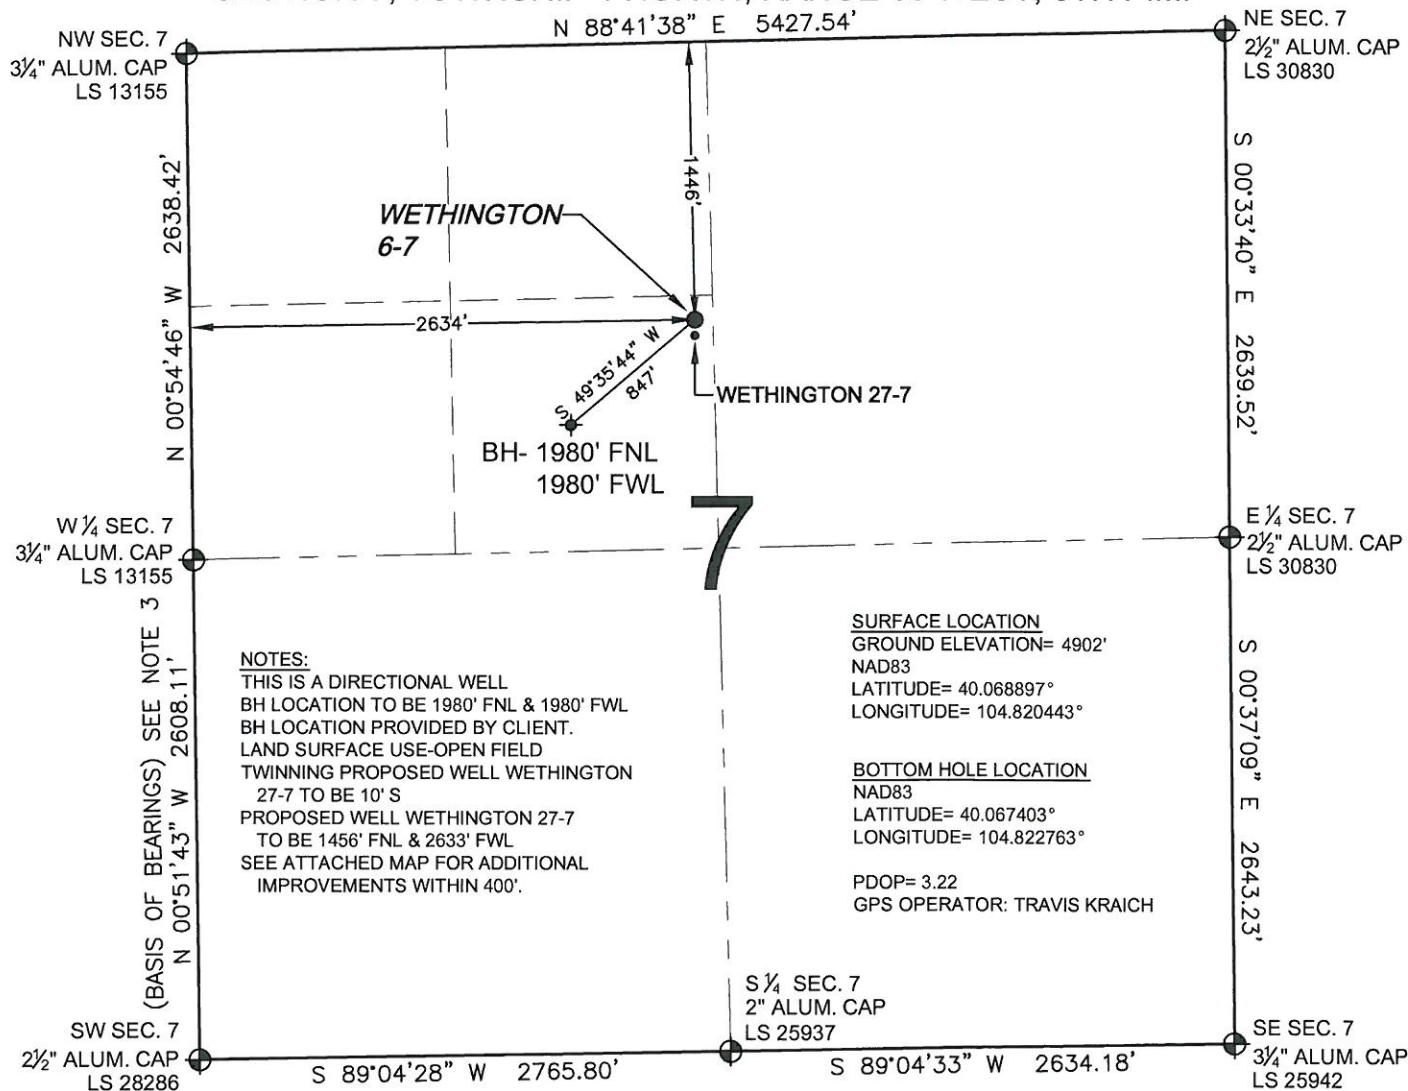 N 88°41'38" E 5427.54'
NW SEC. 7
3¼" ALUM. CAP
LS 13155
NE SEC. 7
2½" ALUM. CAP
LS 30830
N 00°54'46" W 2638.42'
1446'
S 00°33'40" E 2639.52'
WETHINGTON
6-7
2634'
S 49°35'44" W
847'
WETHINGTON 27-7
BH- 1980' FNL
1980' FWL
7
W ¼ SEC. 7
3¼" ALUM. CAP
LS 13155
E ¼ SEC. 7
2½" ALUM. CAP
LS 30830
(BASIS OF BEARINGS) SEE NOTE 3
N 00°51'43" W 2608.11'
NOTES:
THIS IS A DIRECTIONAL WELL
BH LOCATION TO BE 1980' FNL & 1980' FWL
BH LOCATION PROVIDED BY CLIENT.
LAND SURFACE USE-OPEN FIELD
TWINNING PROPOSED WELL WETHINGTON
27-7 TO BE 10' S
PROPOSED WELL WETHINGTON 27-7
TO BE 1456' FNL & 2633' FWL
SEE ATTACHED MAP FOR ADDITIONAL
IMPROVEMENTS WITHIN 400'.
SURFACE LOCATION
GROUND ELEVATION= 4902'
NAD83
LATITUDE= 40.068897°
LONGITUDE= 104.820443°
BOTTOM HOLE LOCATION
NAD83
LATITUDE= 40.067403°
LONGITUDE= 104.822763°
PDOP= 3.22
GPS OPERATOR: TRAVIS KRAICH
S 00°37'09" E 2643.23'
SW SEC. 7
2½" ALUM. CAP
LS 28286
S 89°04'28" W 2765.80'
S ¼ SEC. 7
2" ALUM. CAP
LS 25937
S 89°04'33" W 2634.18'
SE SEC. 7
3¼" ALUM. CAP
LS 25942